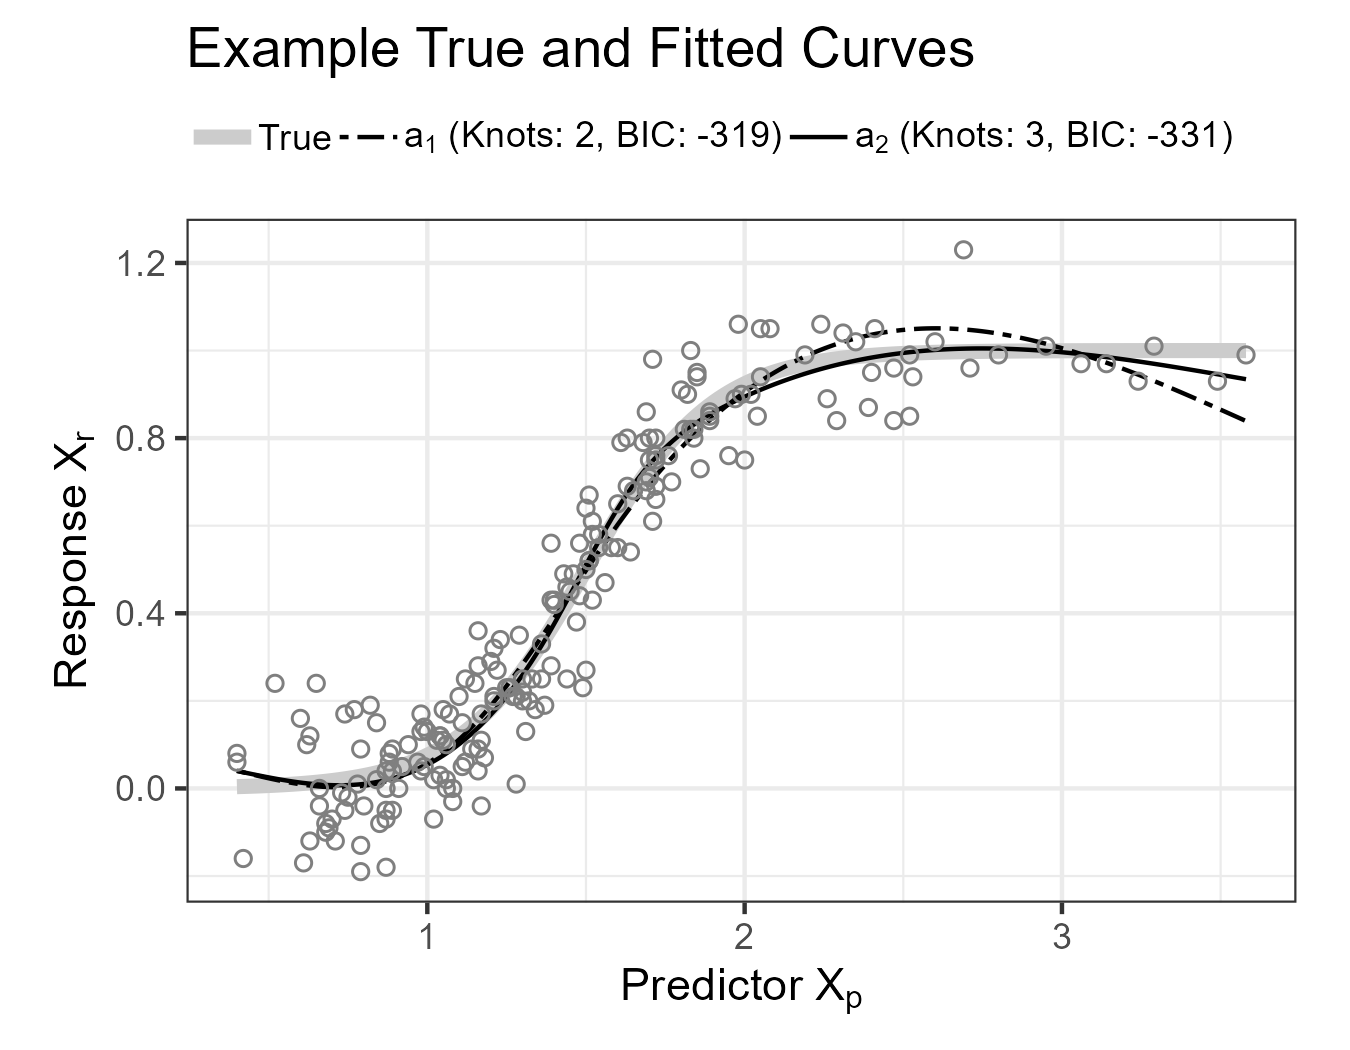 Example True and Fitted Curves
True a₁ (Knots: 2, BIC: -319) a₂ (Knots: 3, BIC: -331)
1.2
0.8
0.4
0.0
Response Xᵣ
1 2 3
Predictor Xₚ